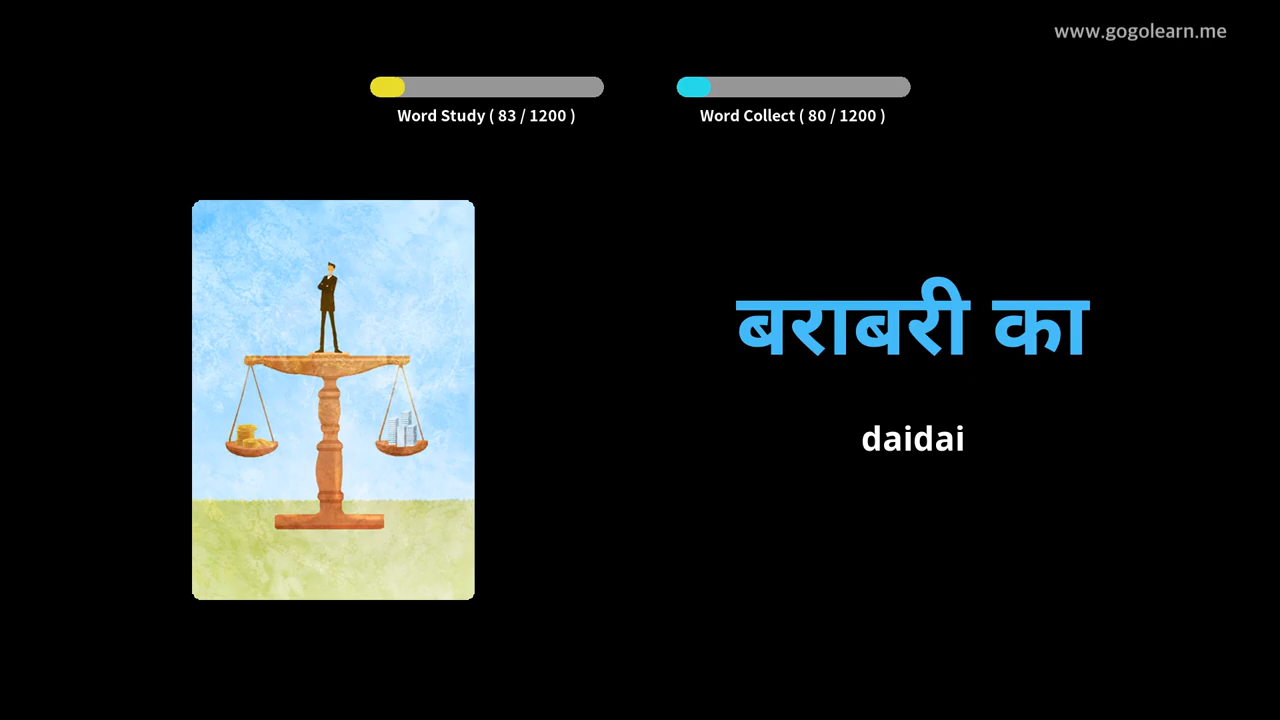 www.gogolearn.me
Word Study ( 83 / 1200 )
Word Collect ( 80 / 1200 )
बराबरी का
daidai